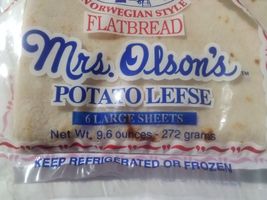 NORWEGIAN STYLE
FLATBREAD
Mrs. Olson's™
POTATO LEFSE
6 LARGE SHEETS
Net Wt. 9.6 ounces - 272 grams
KEEP REFRIGERATED OR FROZEN